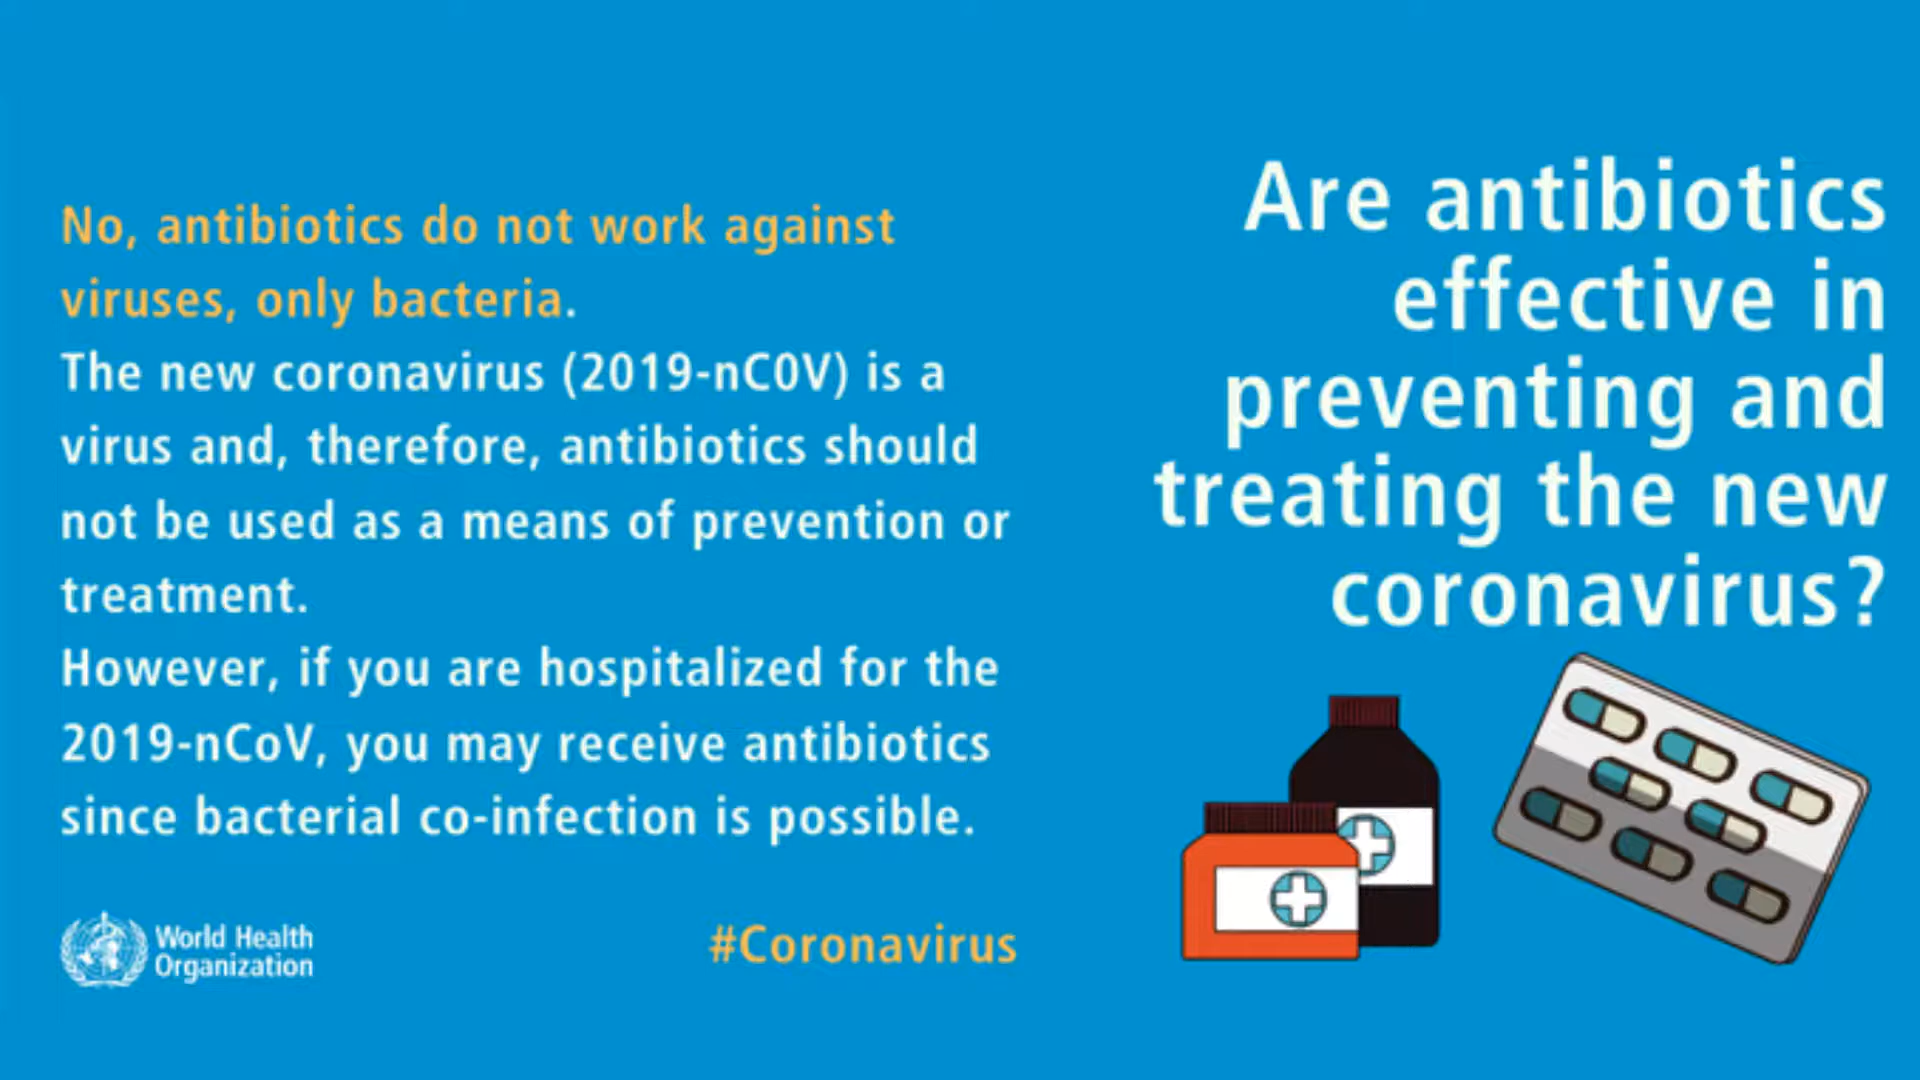 Are antibiotics
effective in
preventing and
treating the new
coronavirus?
No, antibiotics do not work against
viruses, only bacteria.
The new coronavirus (2019-nC0V) is a
virus and, therefore, antibiotics should
not be used as a means of prevention or
treatment.
However, if you are hospitalized for the
2019-nCoV, you may receive antibiotics
since bacterial co-infection is possible.
World Health
Organization
#Coronavirus